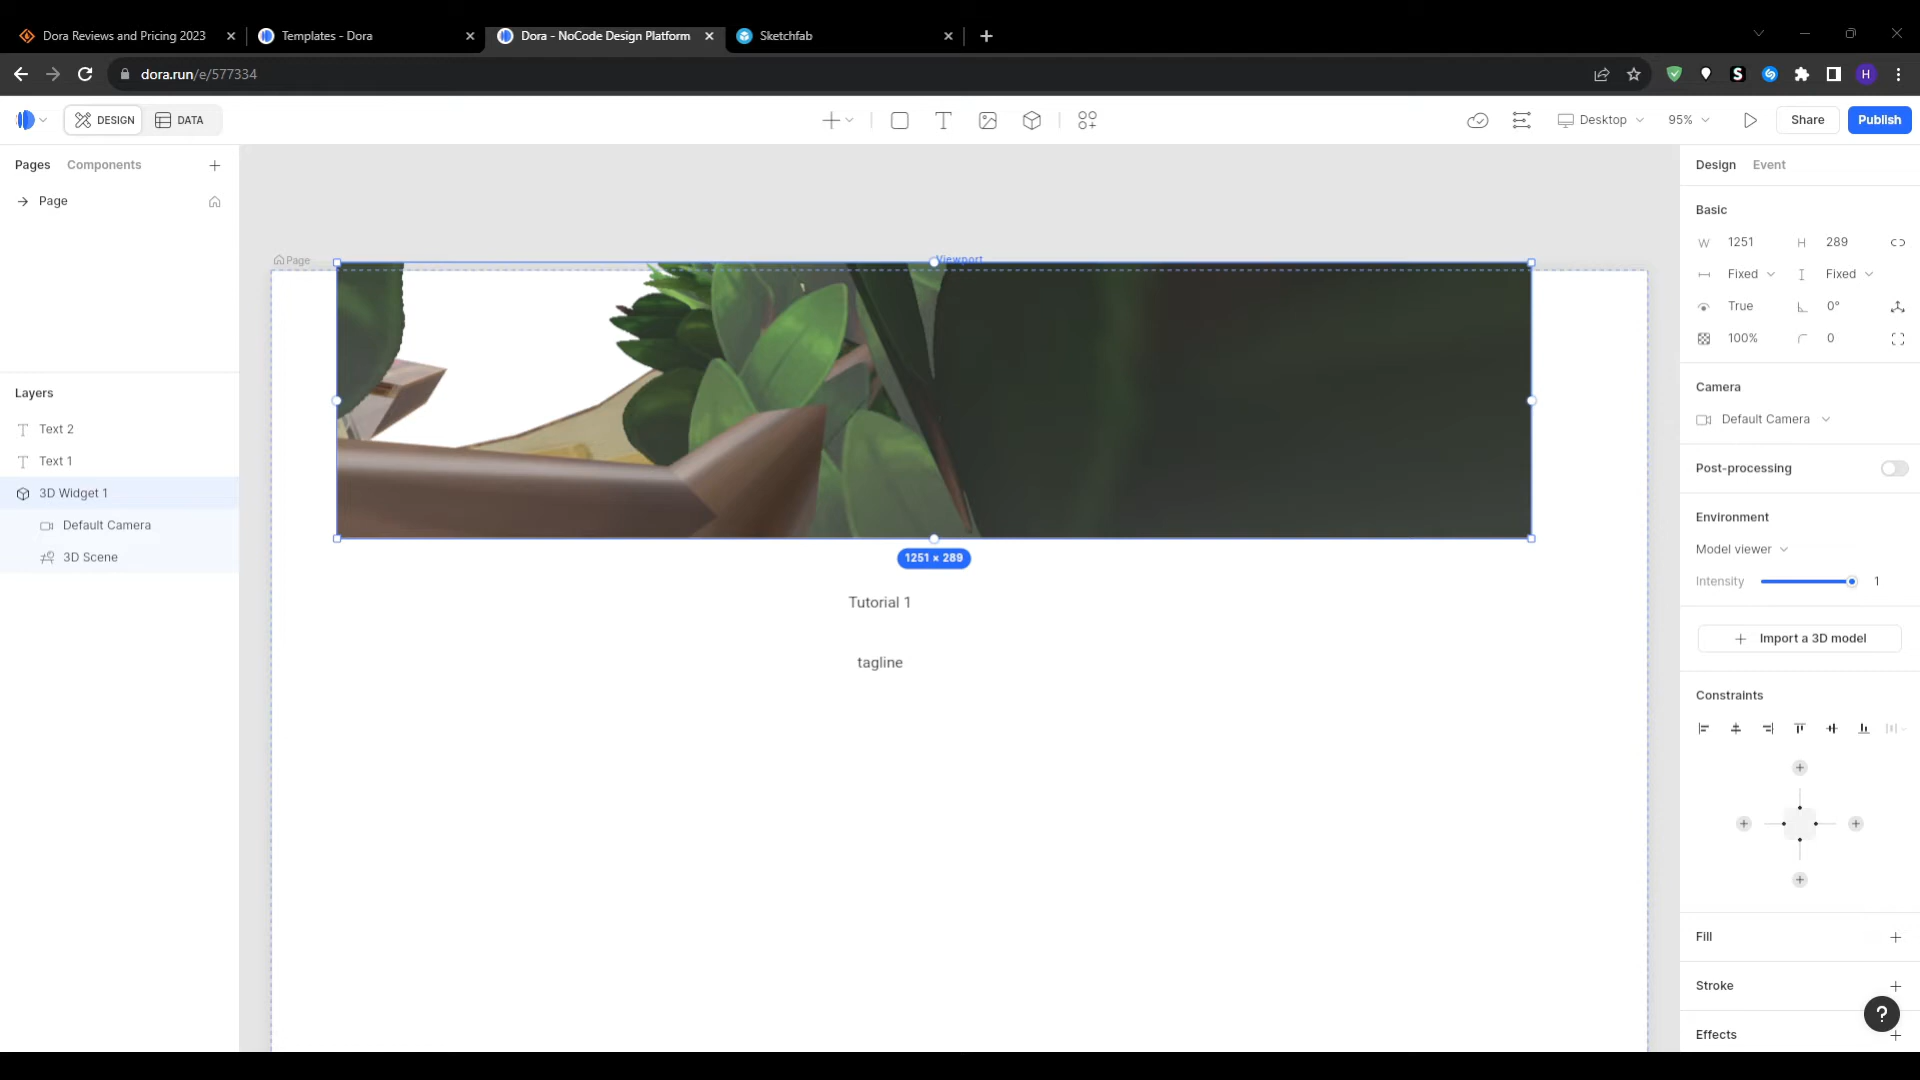 Dora Reviews and Pricing 2023
Templates - Dora
Dora - NoCode Design Platform
Sketchfab
dora.run/e/577334
S
H
DESIGN
DATA
Desktop
95%
Share
Publish
Pages
Components
Page
Layers
Text 2
Text 1
3D Widget 1
Default Camera
3D Scene
Page
Viewport
1251 × 289
Tutorial 1
tagline
Design
Event
Basic
W 1251 H 289
Fixed
Fixed
True
0°
100%
0
Camera
Default Camera
Post-processing
Environment
Model viewer
Intensity
1
Import a 3D model
Constraints
Fill
Stroke
Effects
?